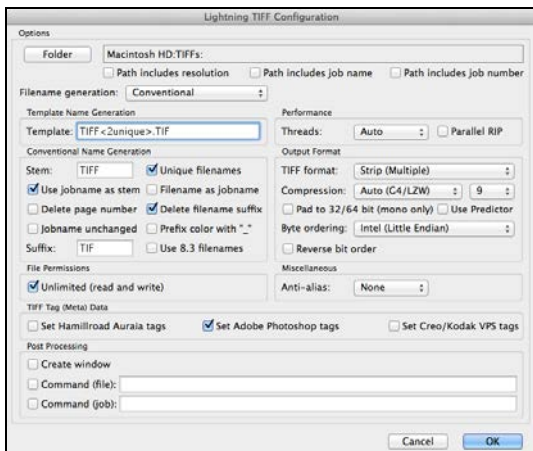 Lightning TIFF Configuration
Options
Folder Macintosh HD:TIFFs:
Path includes resolution Path includes job name Path includes job number
Filename generation: Conventional
Template Name Generation
Template: TIFF<2unique>.TIF
Performance
Threads: Auto Parallel RIP
Conventional Name Generation
Stem: TIFF Unique filenames
Use jobname as stem Filename as jobname
Delete page number Delete filename suffix
Jobname unchanged Prefix color with "_"
Suffix: TIF Use 8.3 filenames
Output Format
TIFF format: Strip (Multiple)
Compression: Auto (C4/LZW) 9
Pad to 32/64 bit (mono only) Use Predictor
Byte ordering: Intel (Little Endian)
Reverse bit order
File Permissions
Unlimited (read and write)
Miscellaneous
Anti-alias: None
TIFF Tag (Meta) Data
Set Hamillroad Auraia tags Set Adobe Photoshop tags Set Creo/Kodak VPS tags
Post Processing
Create window
Command (file):
Command (job):
Cancel OK